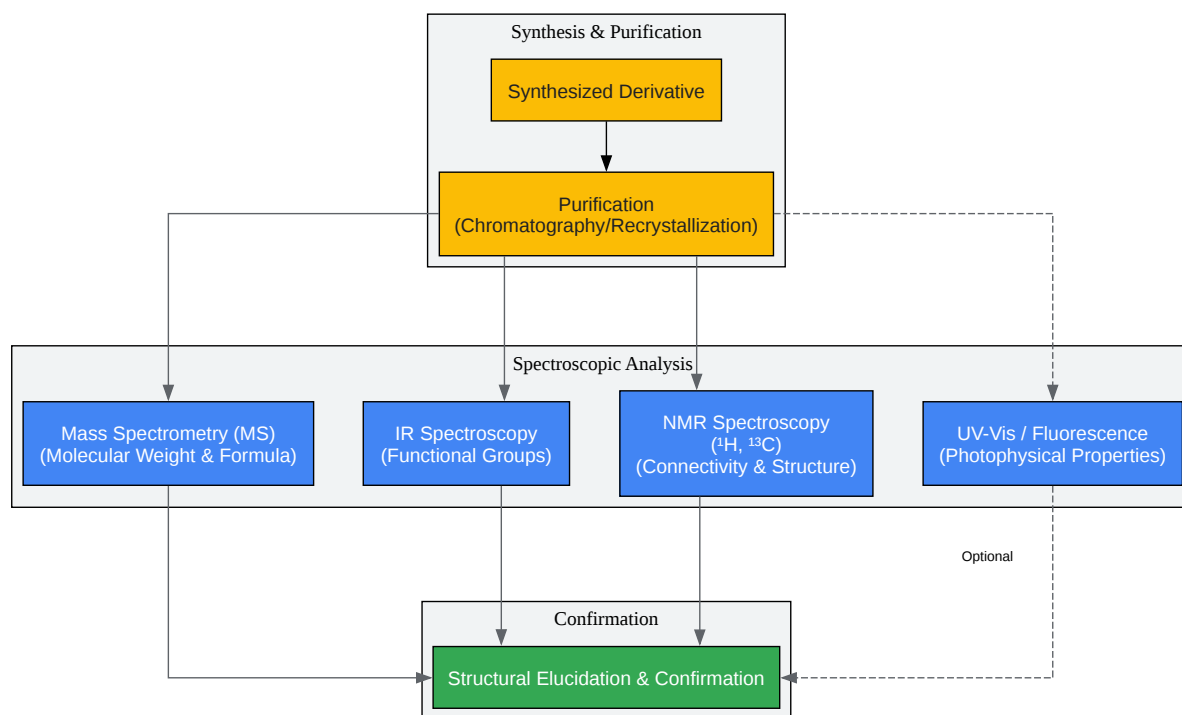 Synthesis & Purification
Synthesized Derivative
Purification
(Chromatography/Recrystallization)
Spectroscopic Analysis
Mass Spectrometry (MS)
(Molecular Weight & Formula)
IR Spectroscopy
(Functional Groups)
NMR Spectroscopy
(¹H, ¹³C)
(Connectivity & Structure)
UV-Vis / Fluorescence
(Photophysical Properties)
Optional
Confirmation
Structural Elucidation & Confirmation